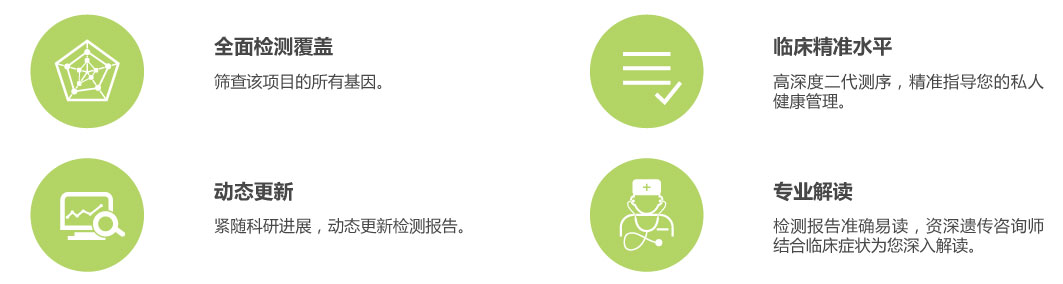 全面检测覆盖
筛查该项目的所有基因。
临床精准水平
高深度二代测序，精准指导您的私人
健康管理。
动态更新
紧随科研进展，动态更新检测报告。
专业解读
检测报告准确易读，资深遗传咨询师
结合临床症状为您深入解读。